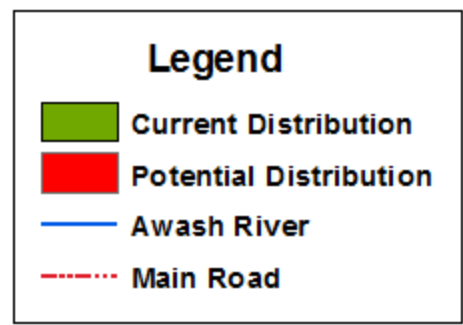 Legend
Current Distribution
Potential Distribution
Awash River
Main Road